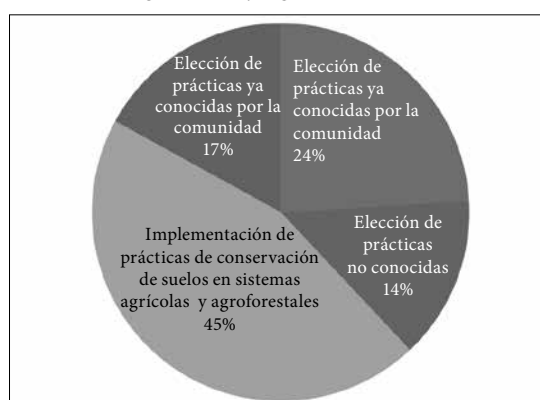 Elección de
prácticas ya
conocidas por la
comunidad
17%
Elección de
prácticas ya
conocidas por la
comunidad
24%
Elección de
prácticas
no conocidas
14%
Implementación de
prácticas de conservación
de suelos en sistemas
agrícolas y agroforestales
45%